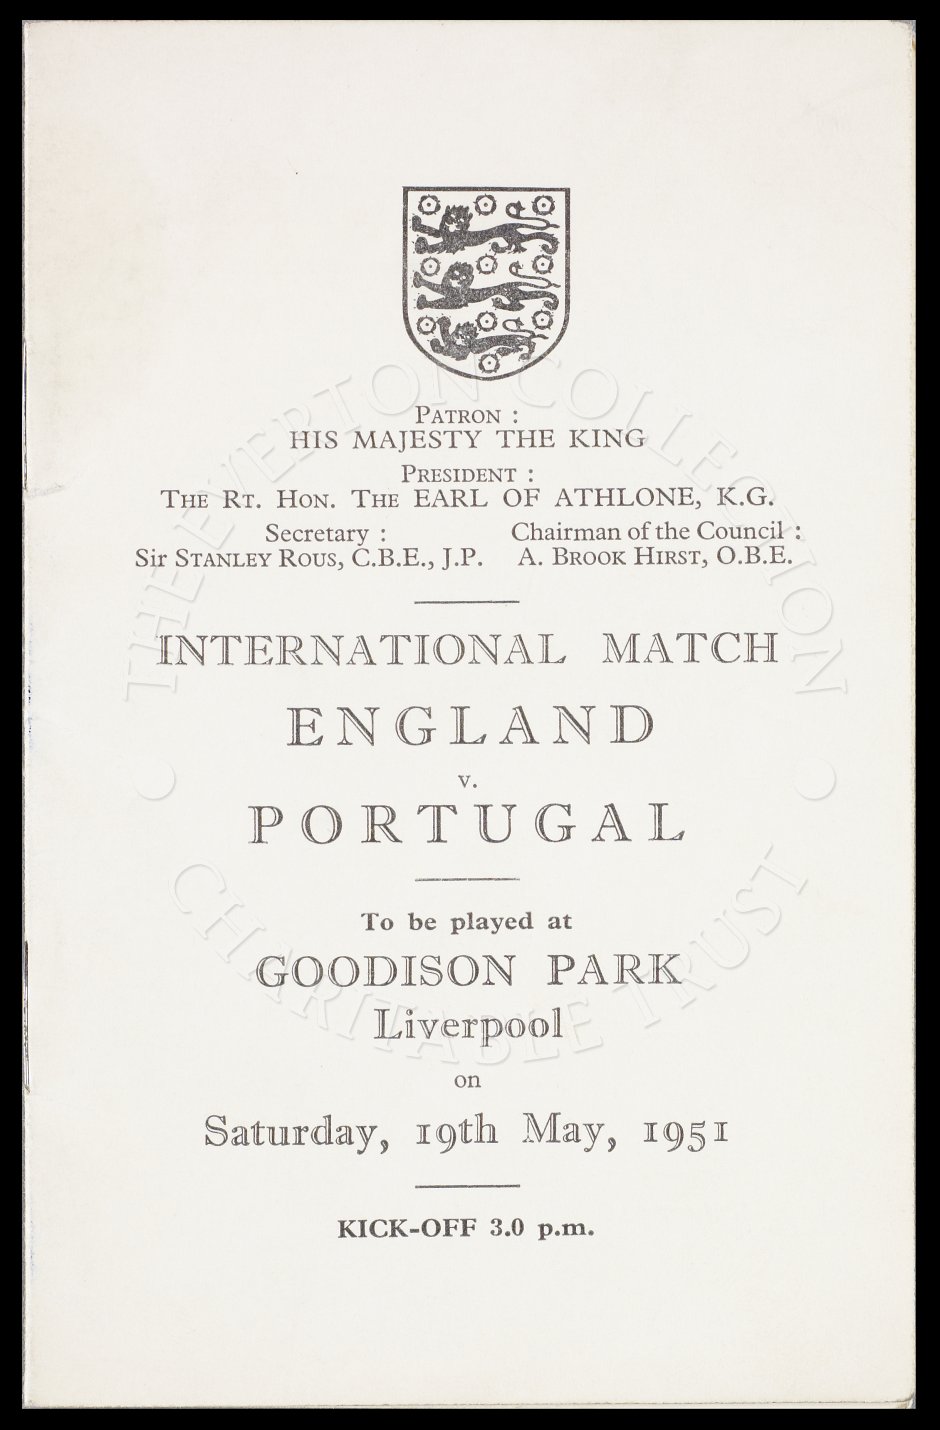 PATRON :
HIS MAJESTY THE KING
PRESIDENT :
THE RT. HON. THE EARL OF ATHLONE, K.G.
Secretary :
Sir STANLEY ROUS, C.B.E., J.P.
Chairman of the Council :
A. BROOK HIRST, O.B.E.
INTERNATIONAL MATCH
ENGLAND
v.
PORTUGAL
To be played at
GOODISON PARK
Liverpool
on
Saturday, 19th May, 1951
KICK-OFF 3.0 p.m.
THE EVERTON COLLECTION
• CHARITABLE TRUST •